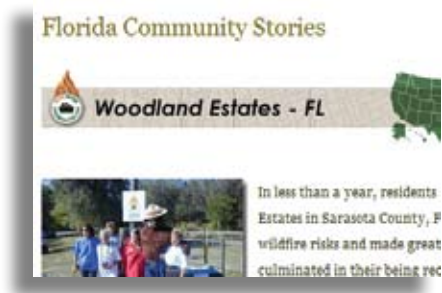 Florida Community Stories
Woodland Estates - FL
In less than a year, residents
Estates in Sarasota County, F
wildfire risks and made great
culminated in their being rec